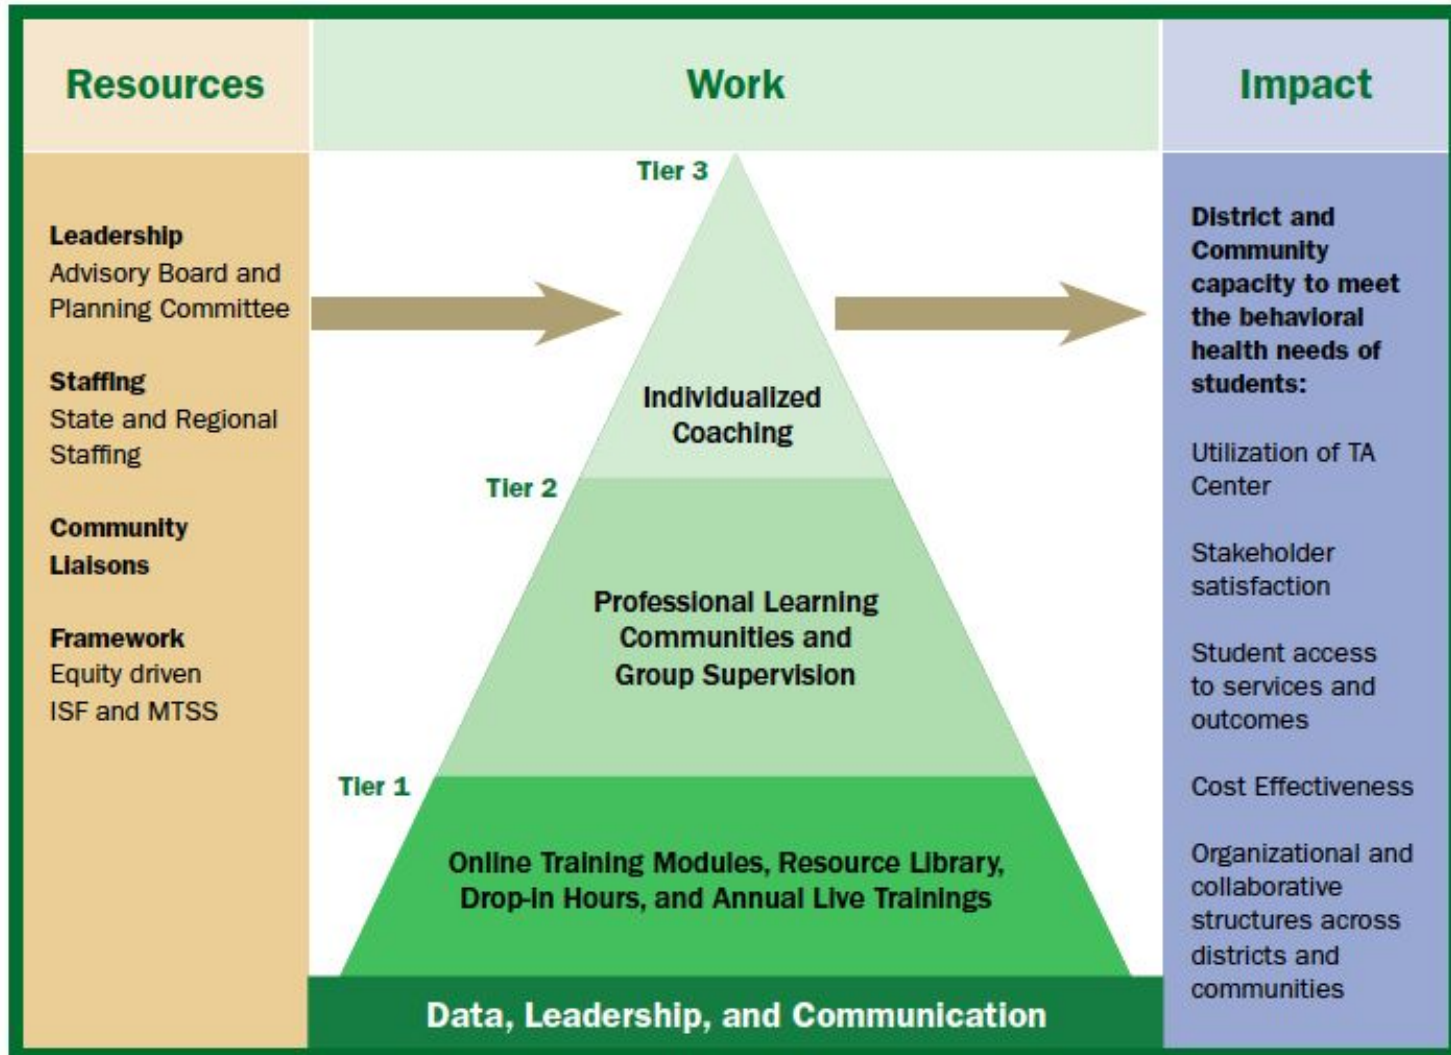 Resources
Work
Impact
Leadership
Advisory Board and
Planning Committee
Staffing
State and Regional
Staffing
Community
Liaisons
Framework
Equity driven
ISF and MTSS
Tier 3
Individualized
Coaching
Tier 2
Professional Learning
Communities and
Group Supervision
Tier 1
Online Training Modules, Resource Library,
Drop-in Hours, and Annual Live Trainings
Data, Leadership, and Communication
District and
Community
capacity to meet
the behavioral
health needs of
students:
Utilization of TA
Center
Stakeholder
satisfaction
Student access
to services and
outcomes
Cost Effectiveness
Organizational and
collaborative
structures across
districts and
communities